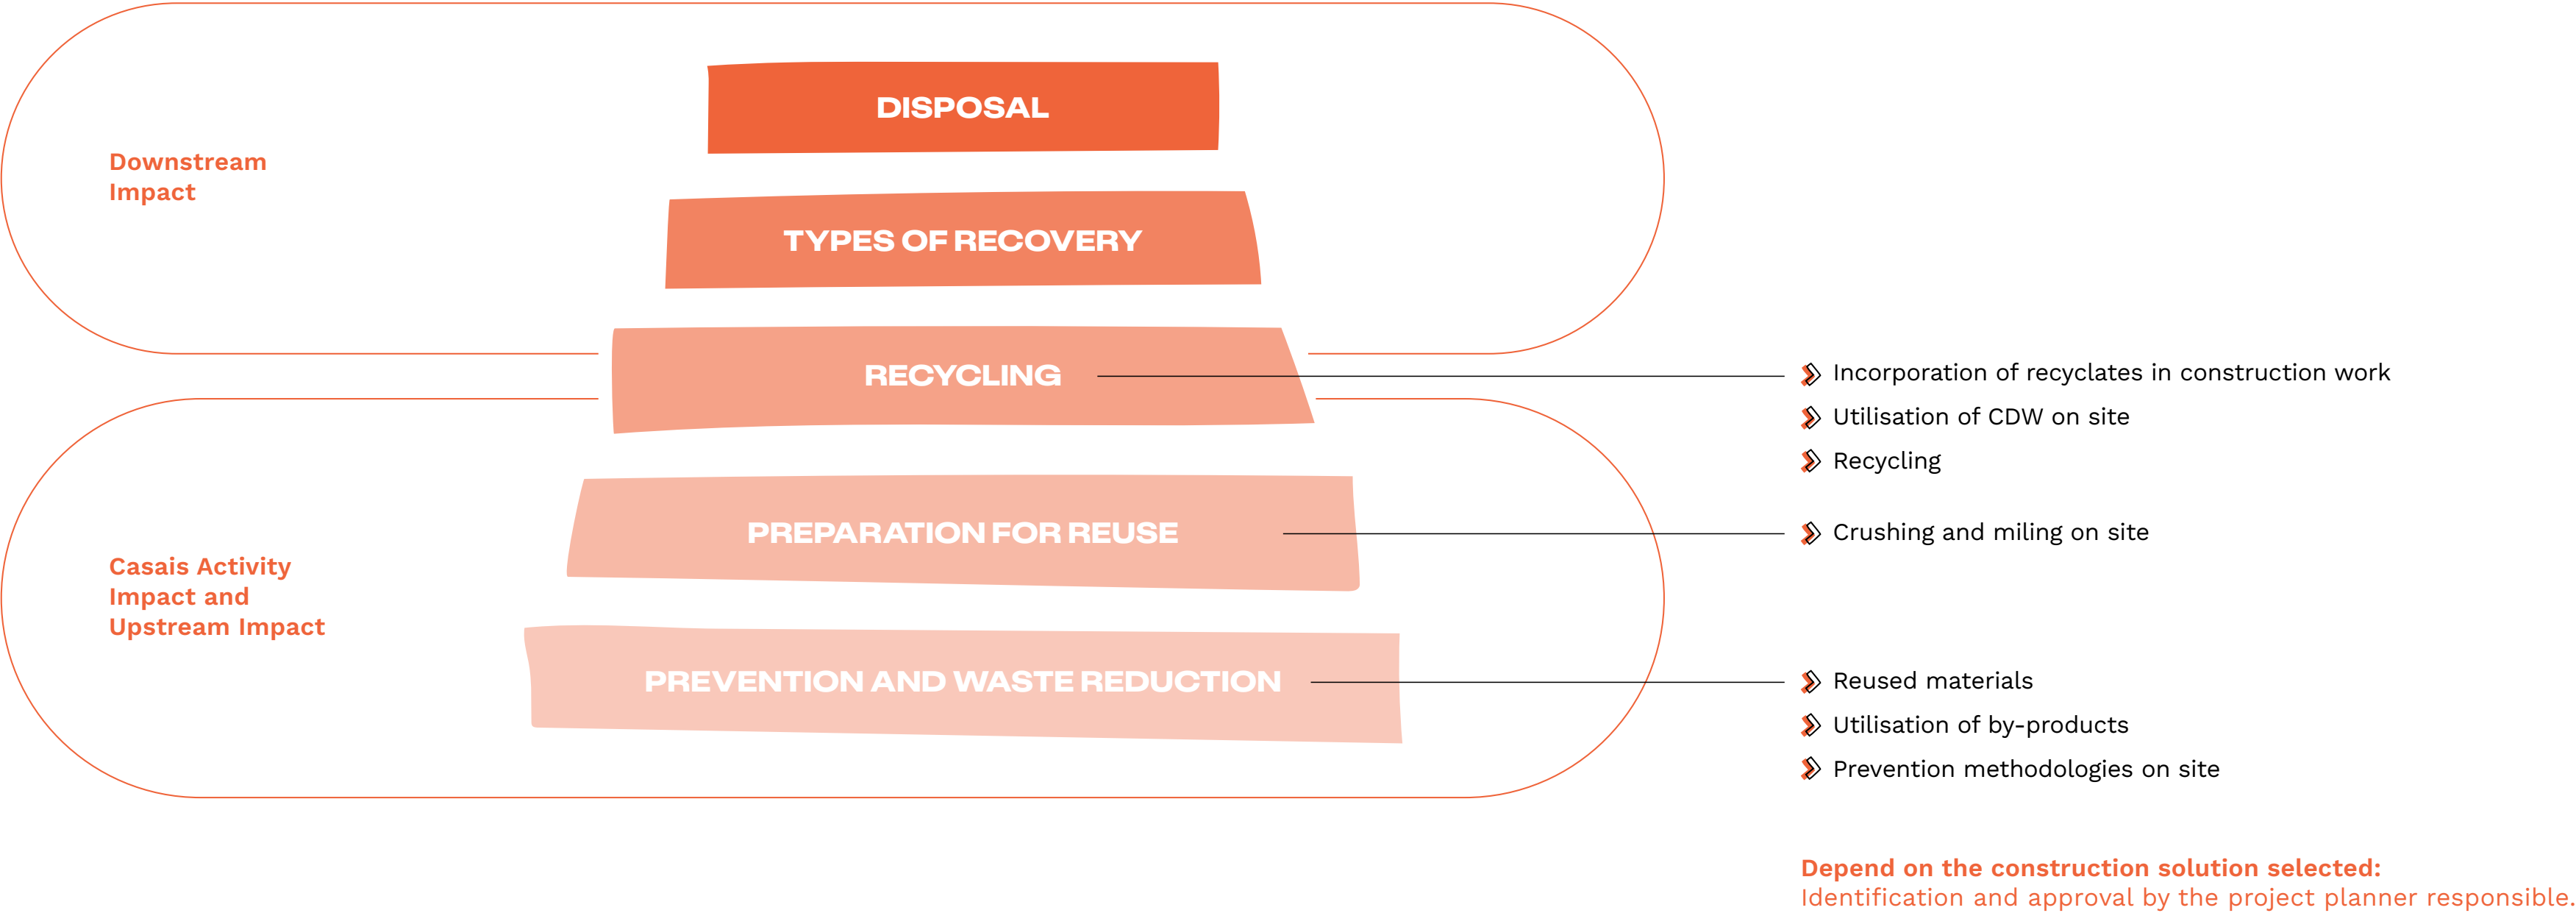 Downstream
Impact
DISPOSAL
TYPES OF RECOVERY
RECYCLING
Incorporation of recyclates in construction work
Utilisation of CDW on site
Recycling
Casais Activity
Impact and
Upstream Impact
PREPARATION FOR REUSE
Crushing and miling on site
PREVENTION AND WASTE REDUCTION
Reused materials
Utilisation of by-products
Prevention methodologies on site
Depend on the construction solution selected:
Identification and approval by the project planner responsible.